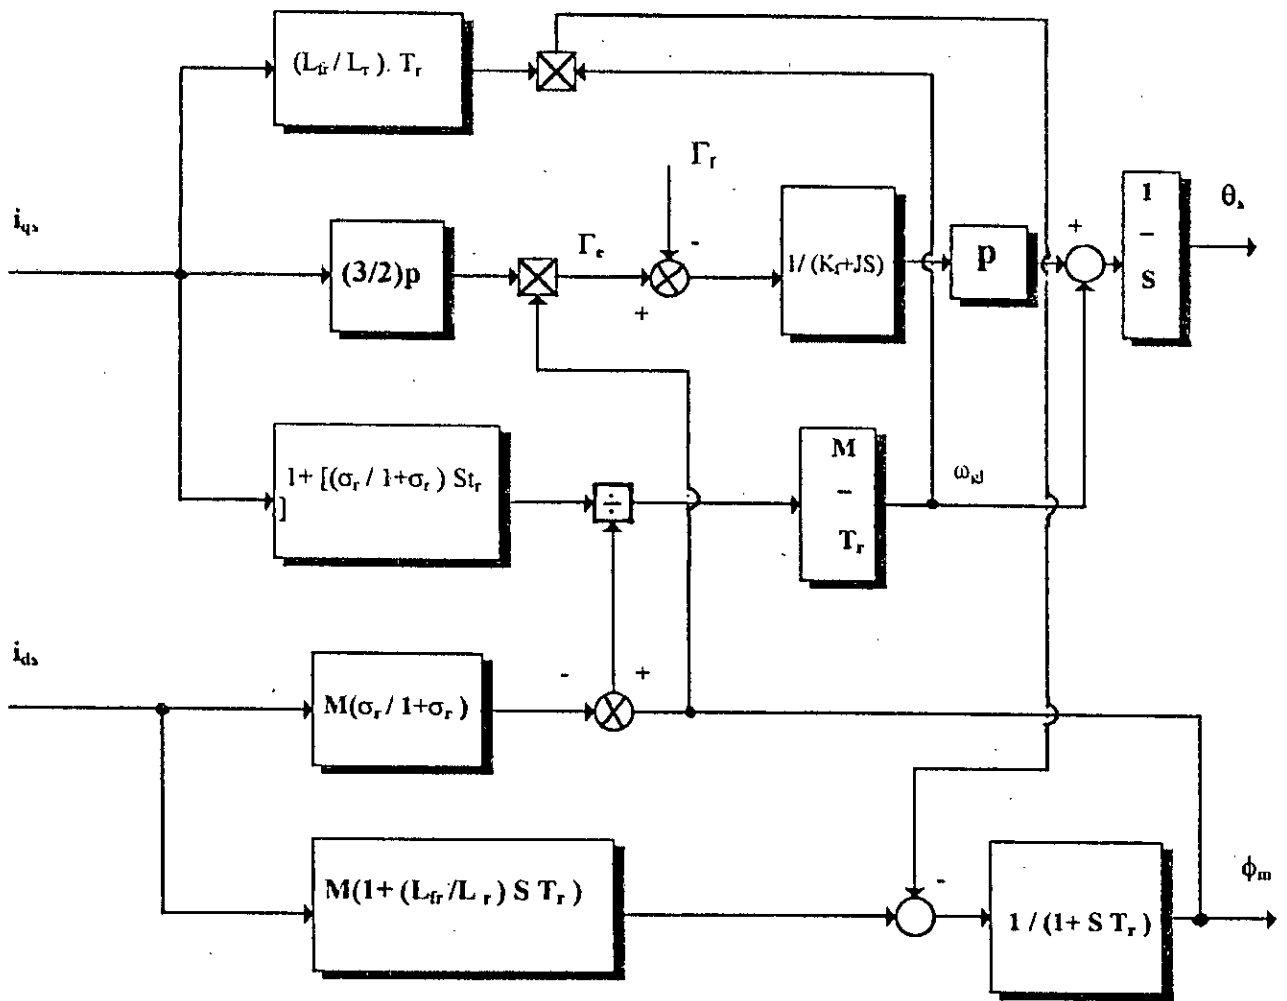 (L_fr / L_r). T_r
Γ_r
i_qs
(3/2)p
Γ_e
-
+
1/ (K_f+JS)
p
+
1
-
S
θ_s
1+ [(σ_r / 1+σ_r ) St_r
]
÷
M
-
T_r
i_ds
M(σ_r / 1+σ_r )
-
+
M(1+ (L_fr/L_r) S T_r )
-
1 / (1+ S T_r )
ϕ_m